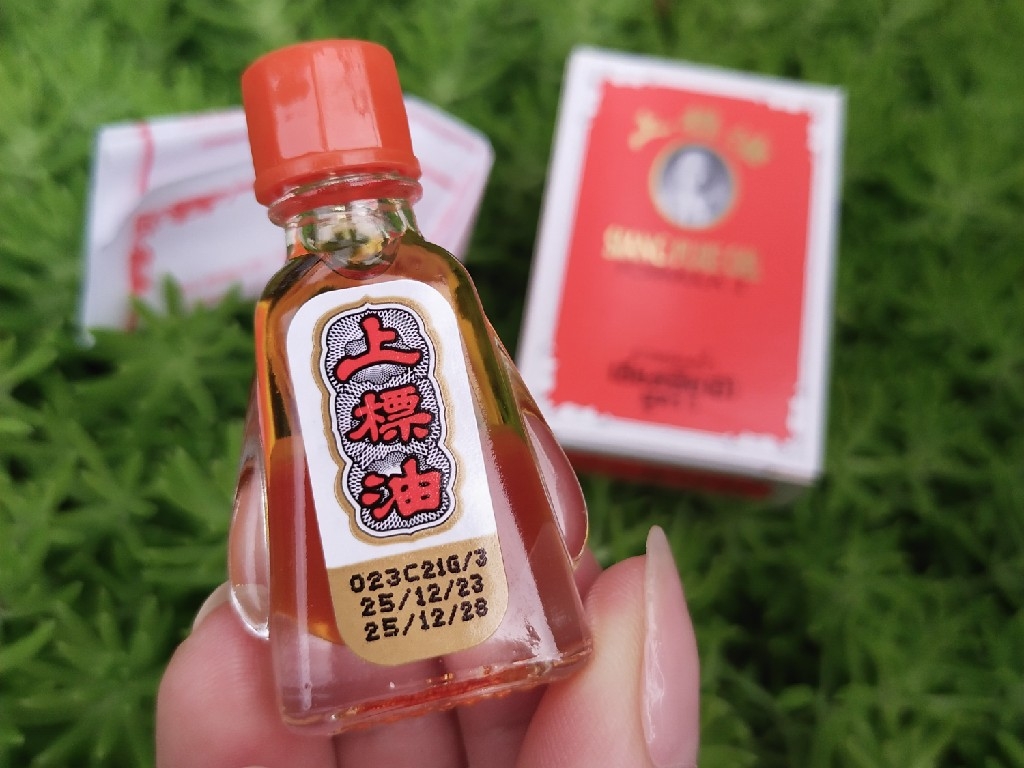 上
標
油
023C21G/3
25/12/23
25/12/28
SIANG PURE OIL